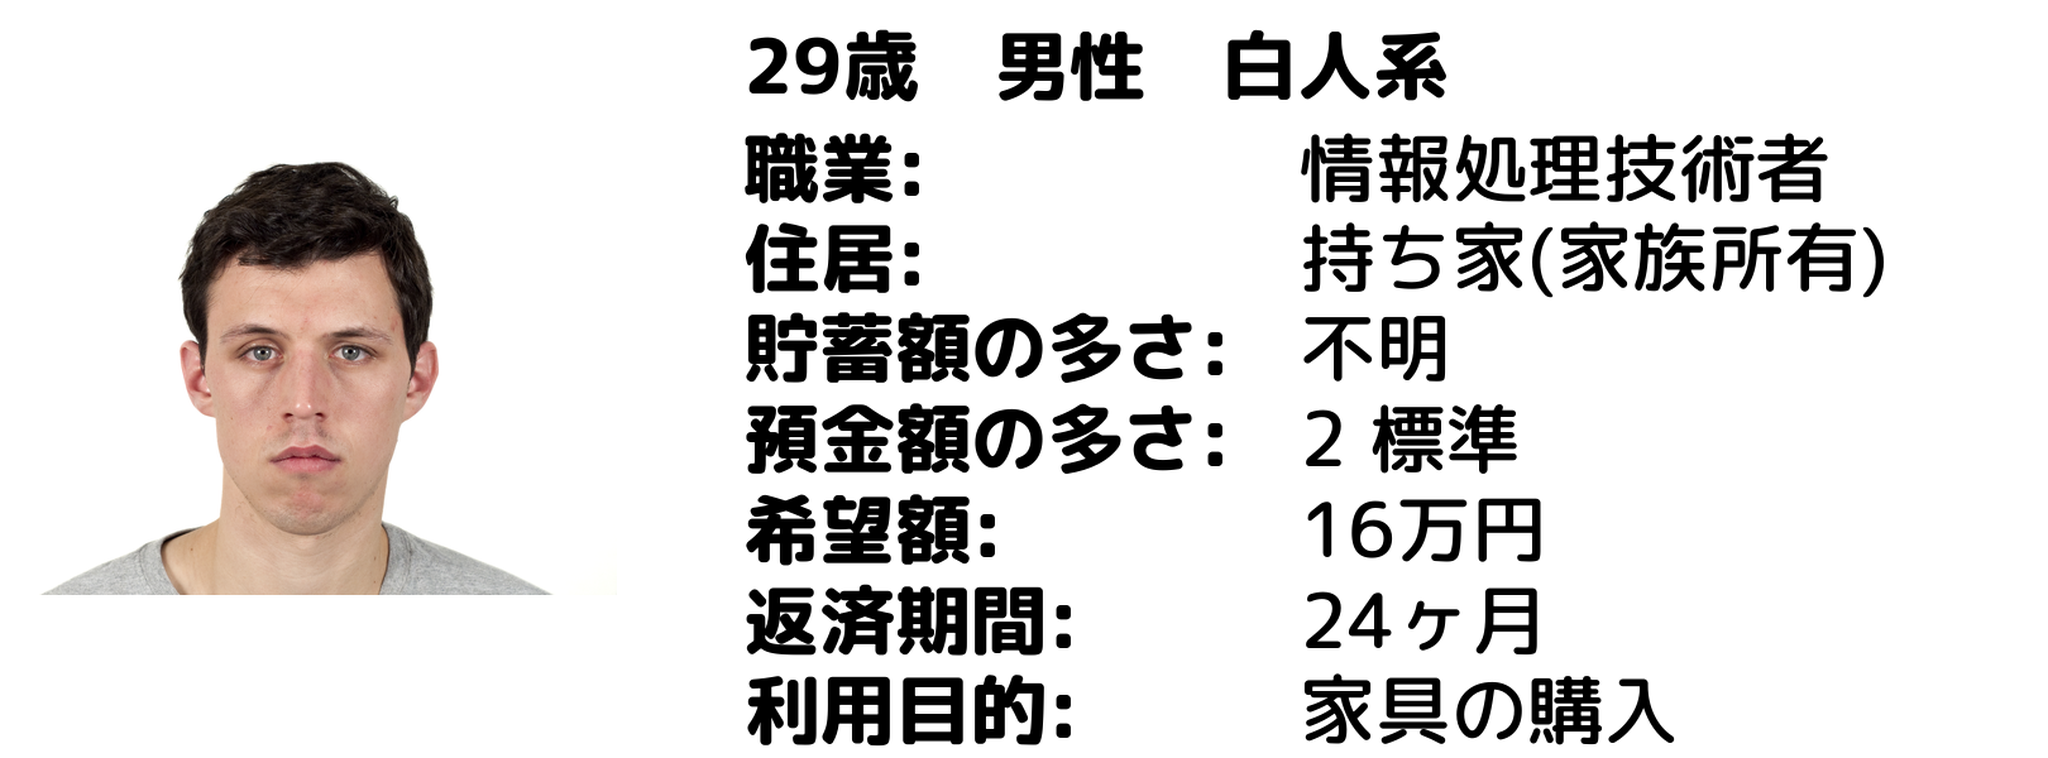 29歳　男性　白人系
職業: 情報処理技術者
住居: 持ち家(家族所有)
貯蓄額の多さ: 不明
預金額の多さ: 2 標準
希望額: 16万円
返済期間: 24ヶ月
利用目的: 家具の購入